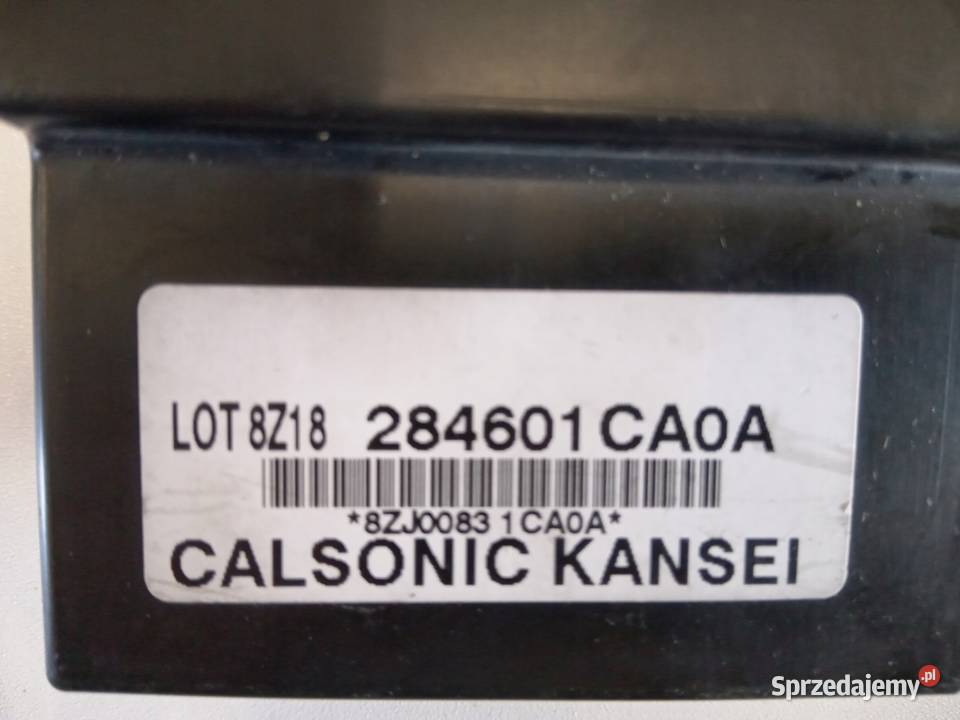 LOT 8Z18 284601CA0A
*8ZJ0083 1CA0A*
CALSONIC KANSEI
Sprzedajemy.pl